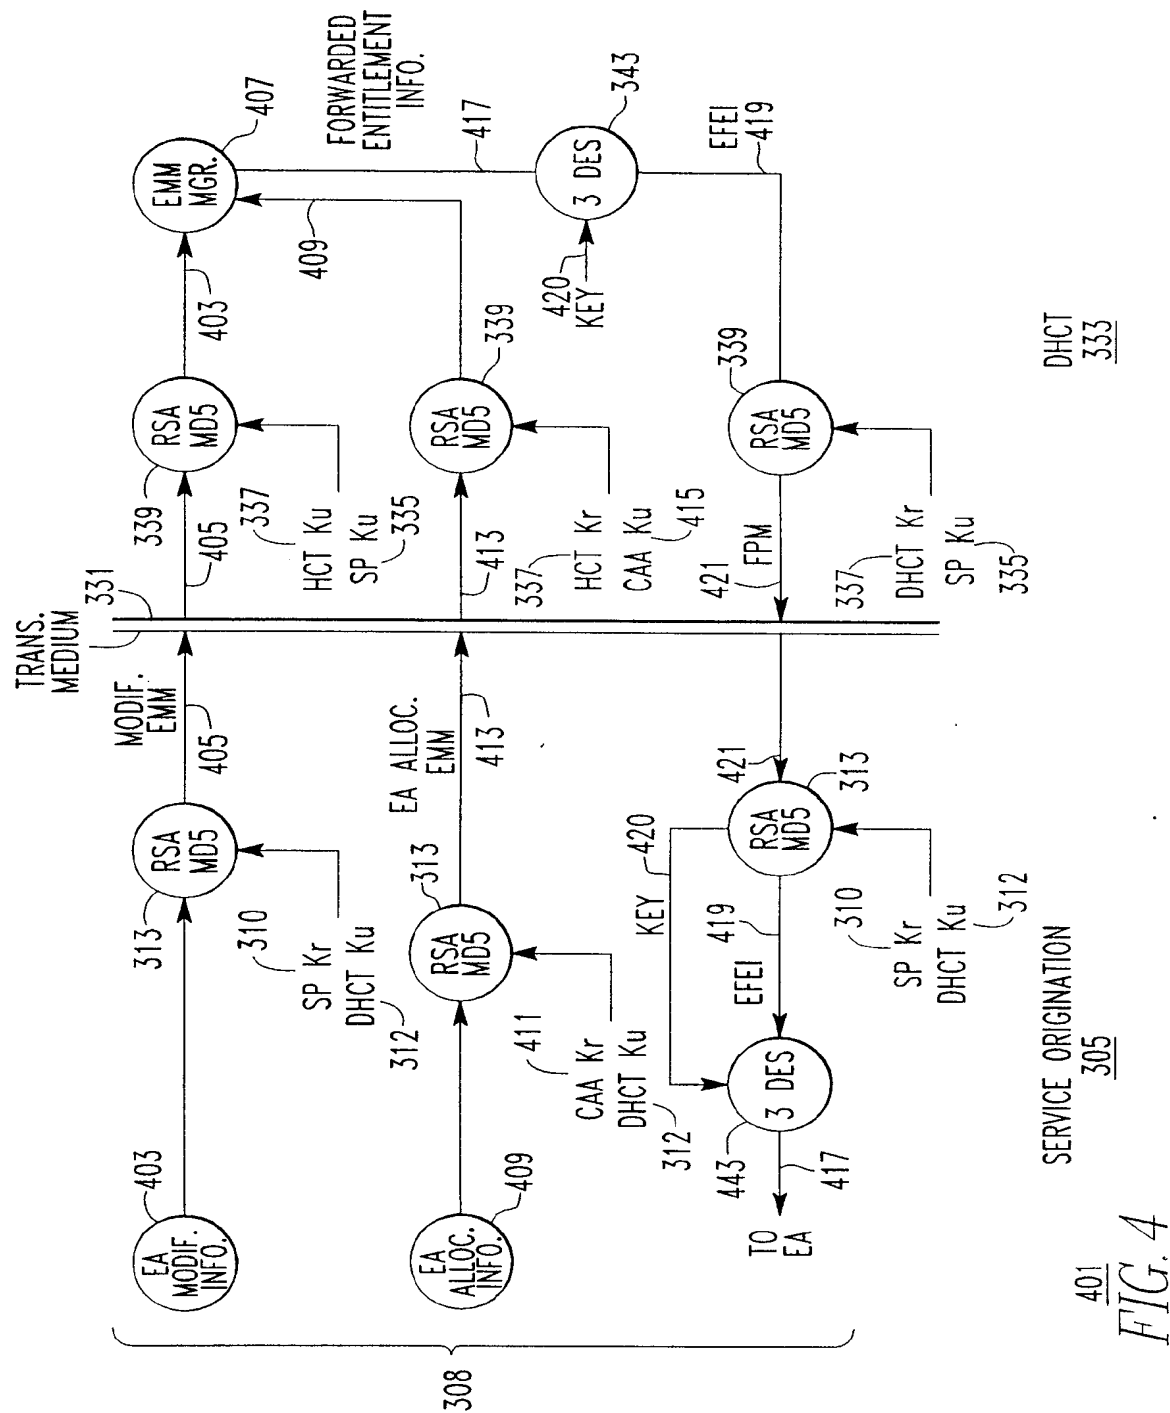 TRANS.
MEDIUM
331
EA
MODIF.
INFO.
403
313
RSA
MD5
MODIF.
EMM
405
405
339
RSA
MD5
403
EMM
MGR.
407
310
SP Kr
DHCT Ku
312
337
HCT Ku
SP Ku
335
409
FORWARDED
ENTITLEMENT
INFO.
308
EA
ALLOC.
INFO.
409
RSA
MD5
313
EA ALLOC.
EMM
413
413
RSA
MD5
339
417
411
CAA Kr
DHCT Ku
312
337
HCT Kr
CAA Ku
415
420
KEY
3 DES
343
TO
EA
417
443
3 DES
KEY
420
EFEI
419
RSA
MD5
313
421
421
FPM
RSA
MD5
339
EFEI
419
310
SP Kr
DHCT Ku
312
337
DHCT Kr
SP Ku
335
SERVICE ORIGINATION
305
DHCT
333
401
FIG. 4